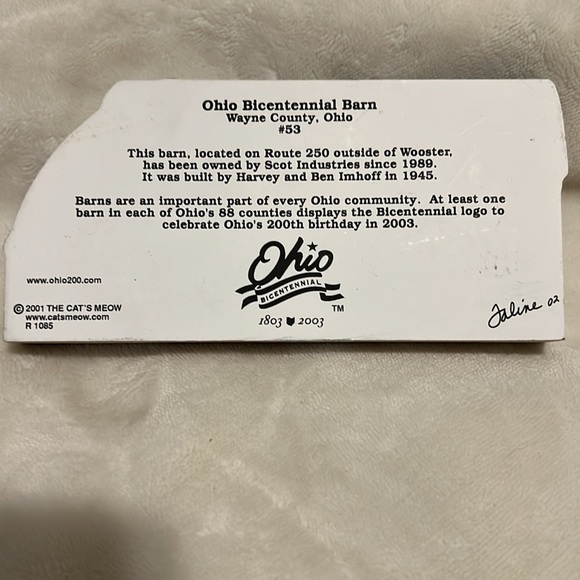 Ohio Bicentennial Barn
Wayne County, Ohio
#53
This barn, located on Route 250 outside of Wooster,
has been owned by Scot Industries since 1989.
It was built by Harvey and Ben Imhoff in 1945.
Barns are an important part of every Ohio community. At least one
barn in each of Ohio's 88 counties displays the Bicentennial logo to
celebrate Ohio's 200th birthday in 2003.
Ohio
BICENTENNIAL
TM
1803 2003
www.ohio200.com
© 2001 THE CAT'S MEOW
www.catsmeow.com
R 1085
Faline 02